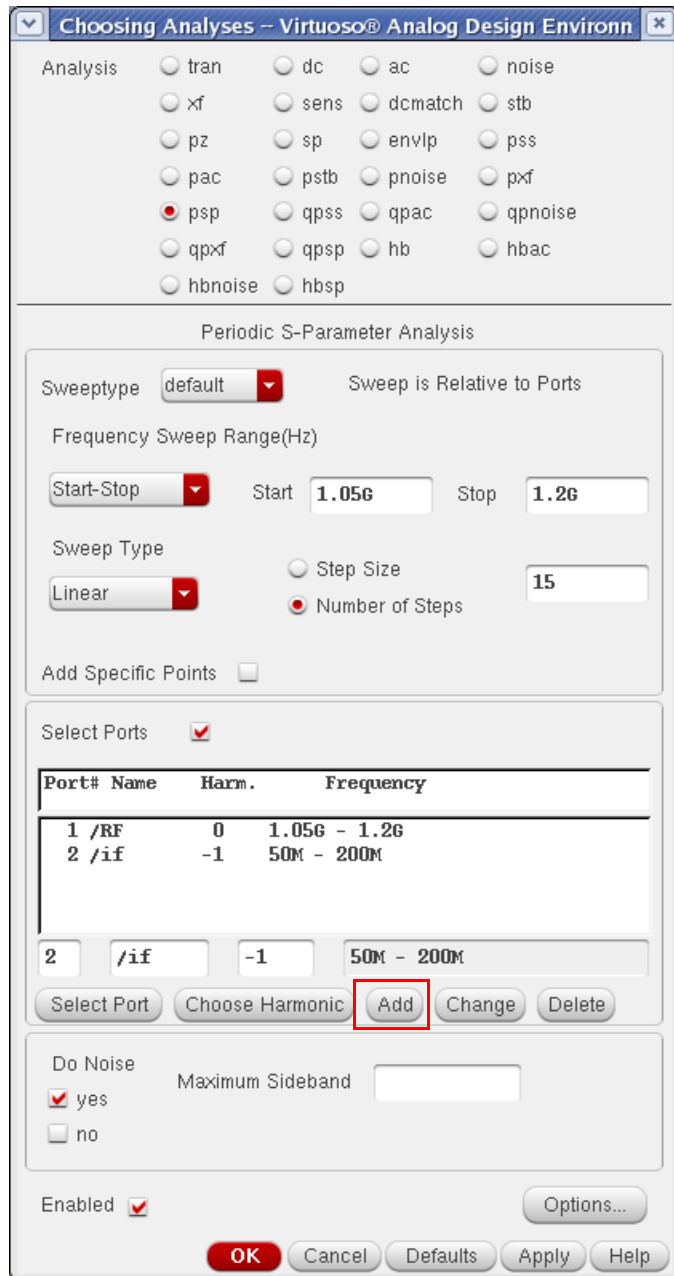 Choosing Analyses -- Virtuoso® Analog Design Environn
Analysis tran dc ac noise
xf sens dcmatch stb
pz sp envlp pss
pac pstb pnoise pxf
psp qpss qpac qpnoise
qpxf qpsp hb hbac
hbnoise hbsp
Periodic S-Parameter Analysis
Sweeptype default Sweep is Relative to Ports
Frequency Sweep Range(Hz)
Start-Stop Start 1.05G Stop 1.2G
Sweep Type
Linear
Step Size
Number of Steps
15
Add Specific Points
Select Ports
Port# Name Harm. Frequency
1 /RF 0 1.05G - 1.2G
2 /if -1 50M - 200M
2 /if -1 50M - 200M
Select Port Choose Harmonic Add Change Delete
Do Noise
yes
no
Maximum Sideband
Enabled Options...
OK Cancel Defaults Apply Help